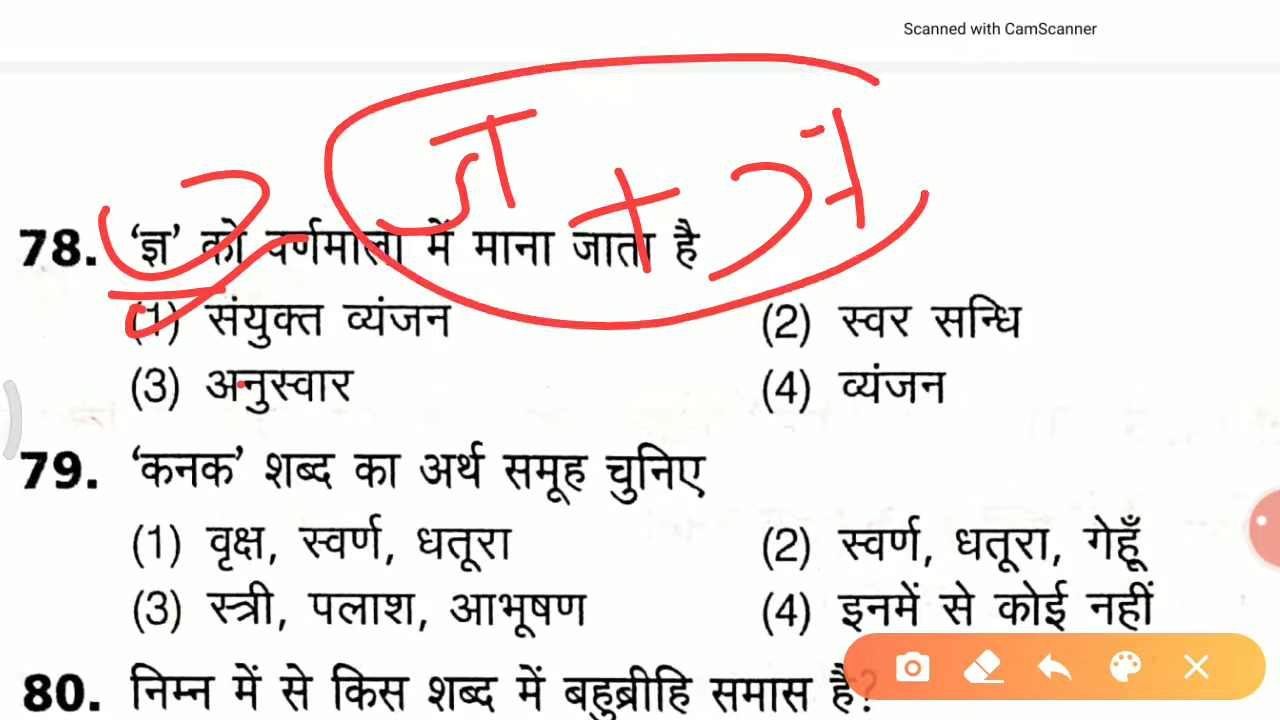 Scanned with CamScanner
ज + ञ
78. 'ज्ञ' को वर्णमाला में माना जाता है
(1) संयुक्त व्यंजन (2) स्वर सन्धि
(3) अनुस्वार (4) व्यंजन
79. 'कनक' शब्द का अर्थ समूह चुनिए
(1) वृक्ष, स्वर्ण, धतूरा (2) स्वर्ण, धतूरा, गेहूँ
(3) स्त्री, पलाश, आभूषण (4) इनमें से कोई नहीं
80. निम्न में से किस शब्द में बहुब्रीहि समास है?